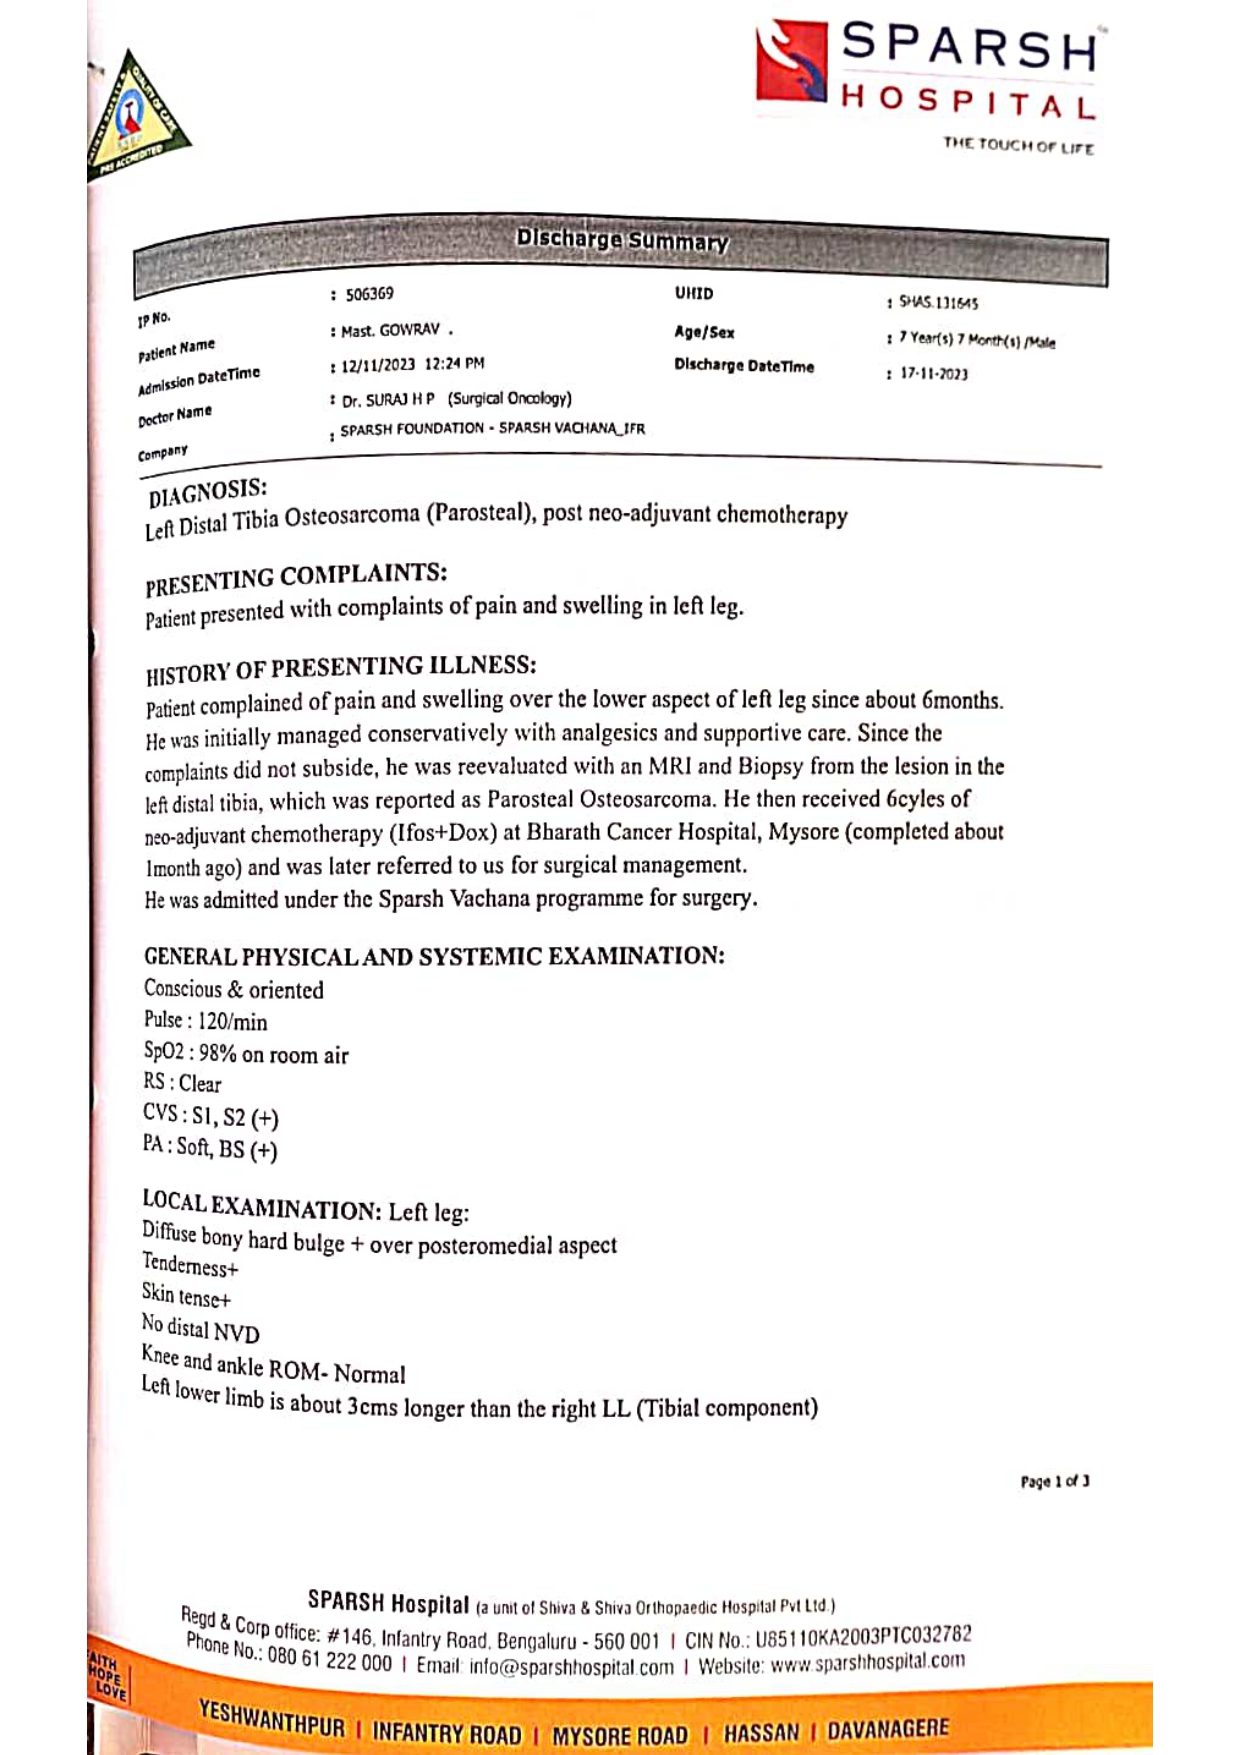 SPARSH
HOSPITAL
THE TOUCH OF LIFE
PRE ACCREDITED
Discharge Summary
IP No. : 506369 UHID : SHAS.131645
Patient Name : Mast. GOWRAV . Age/Sex : 7 Year(s) 7 Month(s) /Male
Admission DateTime : 12/11/2023 12:24 PM Discharge DateTime : 17-11-2023
Doctor Name : Dr. SURAJ H P (Surgical Oncology)
Company : SPARSH FOUNDATION - SPARSH VACHANA_IFR
DIAGNOSIS:
Left Distal Tibia Osteosarcoma (Parosteal), post neo-adjuvant chemotherapy
PRESENTING COMPLAINTS:
Patient presented with complaints of pain and swelling in left leg.
HISTORY OF PRESENTING ILLNESS:
Patient complained of pain and swelling over the lower aspect of left leg since about 6months.
He was initially managed conservatively with analgesics and supportive care. Since the
complaints did not subside, he was reevaluated with an MRI and Biopsy from the lesion in the
left distal tibia, which was reported as Parosteal Osteosarcoma. He then received 6cyles of
neo-adjuvant chemotherapy (Ifos+Dox) at Bharath Cancer Hospital, Mysore (completed about
1month ago) and was later referred to us for surgical management.
He was admitted under the Sparsh Vachana programme for surgery.
GENERAL PHYSICAL AND SYSTEMIC EXAMINATION:
Conscious & oriented
Pulse : 120/min
SpO2 : 98% on room air
RS : Clear
CVS : S1, S2 (+)
PA : Soft, BS (+)
LOCAL EXAMINATION: Left leg:
Diffuse bony hard bulge + over posteromedial aspect
Tenderness+
Skin tense+
No distal NVD
Knee and ankle ROM- Normal
Left lower limb is about 3cms longer than the right LL (Tibial component)
Page 1 of 3
SPARSH Hospital (a unit of Shiva & Shiva Orthopaedic Hospital Pvt Ltd.)
Regd & Corp office: #146, Infantry Road, Bengaluru - 560 001 | CIN No.: U85110KA2003PTC032782
Phone No.: 080 61 222 000 | Email: info@sparshhospital.com | Website: www.sparshhospital.com
FAITH
HOPE
LOVE
YESHWANTHPUR | INFANTRY ROAD | MYSORE ROAD | HASSAN | DAVANAGERE